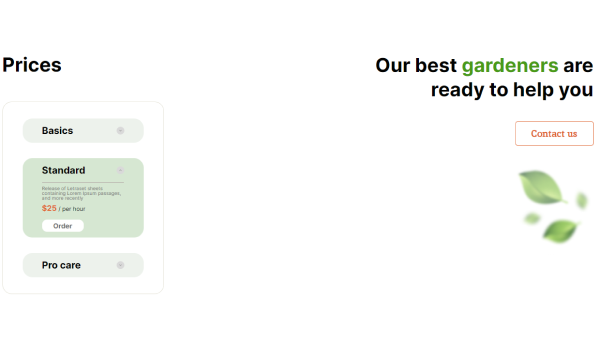 Prices
Our best gardeners are
ready to help you
Contact us
Basics
Standard
Release of Letraset sheets
containing Lorem Ipsum passages,
and more recently
$25 / per hour
Order
Pro care